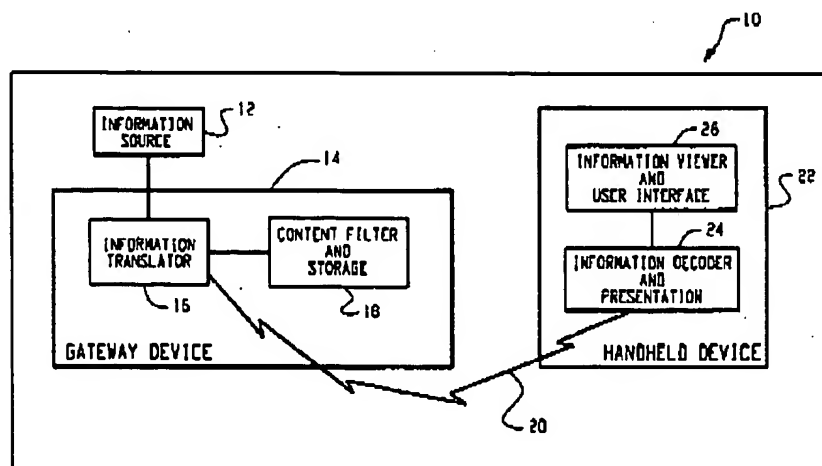 10
INFORMATION
SOURCE
12
14
INFORMATION
TRANSLATOR
16
CONTENT FILTER
AND
STORAGE
18
GATEWAY DEVICE
26
INFORMATION VIEWER
AND
USER INTERFACE
22
24
INFORMATION DECODER
AND
PRESENTATION
HANDHELD DEVICE
20